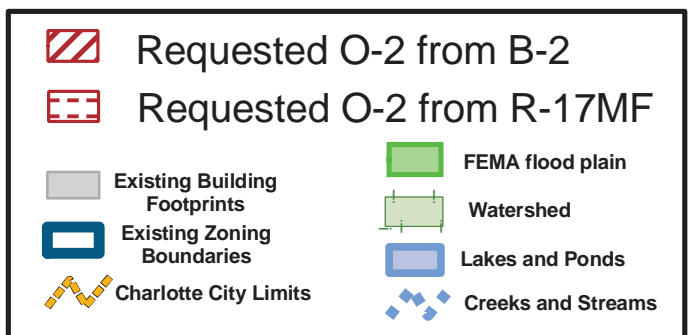 Requested O-2 from B-2
Requested O-2 from R-17MF
Existing Building
Footprints
Existing Zoning
Boundaries
Charlotte City Limits
FEMA flood plain
Watershed
Lakes and Ponds
Creeks and Streams